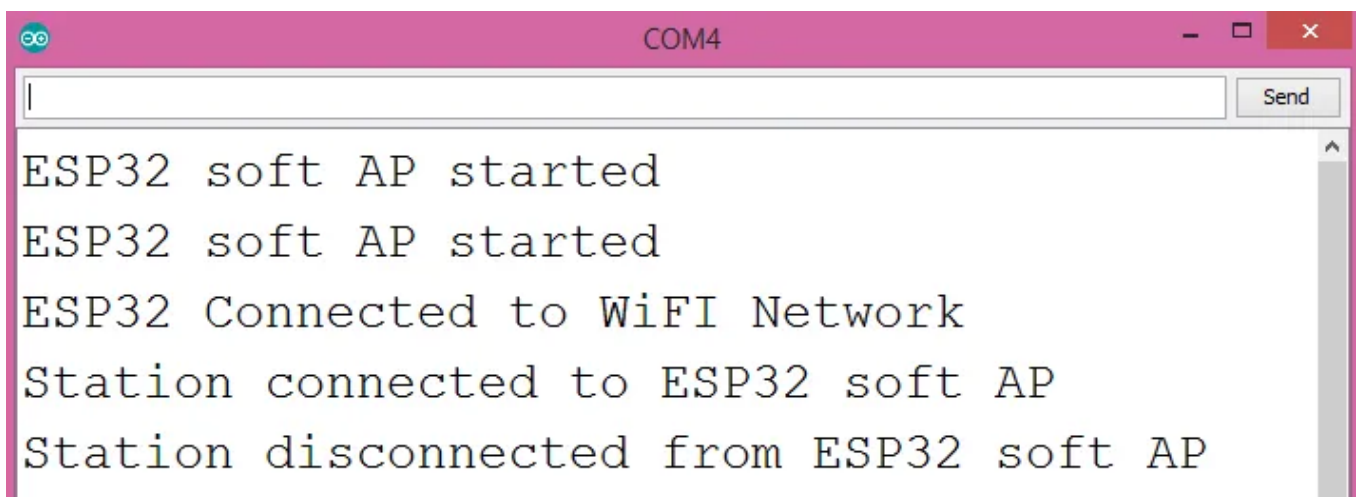 COM4
Send
ESP32 soft AP started
ESP32 soft AP started
ESP32 Connected to WiFI Network
Station connected to ESP32 soft AP
Station disconnected from ESP32 soft AP